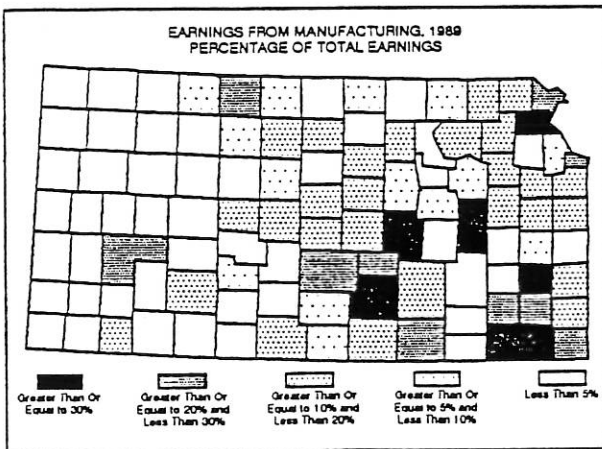 EARNINGS FROM MANUFACTURING, 1989
PERCENTAGE OF TOTAL EARNINGS
Greater Than Or
Equal to 30%
Greater Than Or
Equal to 20% and
Less Than 30%
Greater Than Or
Equal to 10% and
Less Than 20%
Greater Than Or
Equal to 5% and
Less Than 10%
Less Than 5%